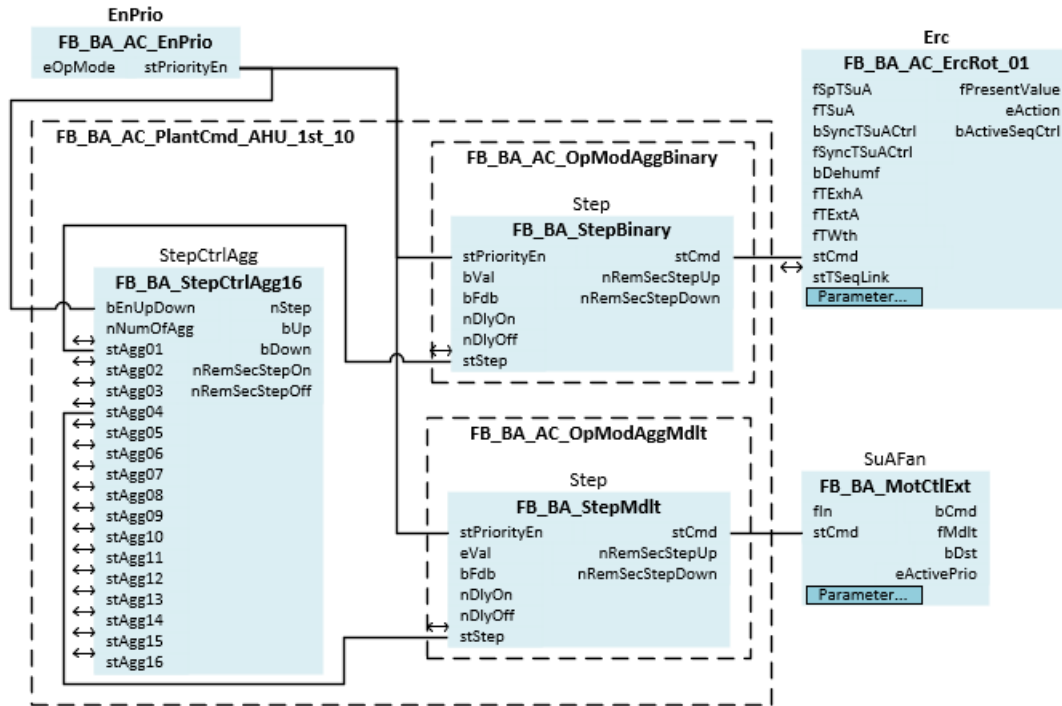 EnPrio
FB_BA_AC_EnPrio
eOpMode stPriorityEn
Erc
FB_BA_AC_ErcRot_01
fSpTSuA fPresentValue
fTSuA eAction
bSyncTSuACtrl bActiveSeqCtrl
fSyncTSuACtrl
bDehumf
fTExhA
fTExtA
fTWth
stCmd
stTSeqLink
Parameter...
FB_BA_AC_PlantCmd_AHU_1st_10
FB_BA_AC_OpModAggBinary
Step
FB_BA_StepBinary
stPriorityEn stCmd
bVal nRemSecStepUp
bFdb nRemSecStepDown
nDlyOn
nDlyOff
stStep
StepCtrlAgg
FB_BA_StepCtrlAgg16
bEnUpDown nStep
nNumOfAgg bUp
stAgg01 bDown
stAgg02 nRemSecStepOn
stAgg03 nRemSecStepOff
stAgg04
stAgg05
stAgg06
stAgg07
stAgg08
stAgg09
stAgg10
stAgg11
stAgg12
stAgg13
stAgg14
stAgg15
stAgg16
FB_BA_AC_OpModAggMdlt
Step
FB_BA_StepMdlt
stPriorityEn stCmd
eVal nRemSecStepUp
bFdb nRemSecStepDown
nDlyOn
nDlyOff
stStep
SuAFan
FB_BA_MotCtlExt
fIn bCmd
stCmd fMdlt
bDst
eActivePrio
Parameter...